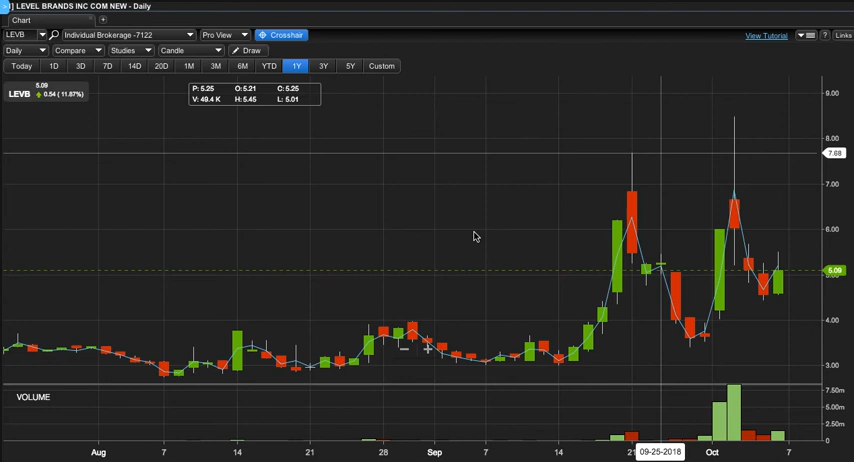 ] LEVEL BRANDS INC COM NEW - Daily
Chart
LEVB Individual Brokerage -7122 Pro View Crosshair View Tutorial ? Links
Daily Compare Studies Candle Draw
Today 1D 3D 7D 14D 20D 1M 3M 6M YTD 1Y 3Y 5Y Custom
LEVB 5.09
0.54 ( 11.87%)
P: 5.25 O: 5.21 C: 5.25
V: 49.4 K H: 5.45 L: 5.01
9.00
8.00
7.68
7.00
6.00
5.09
5.00
4.00
3.00
VOLUME
7.50m
5.00m
2.50m
0
Aug 7 14 21 28 Sep 7 14 21 09-25-2018 Oct 7